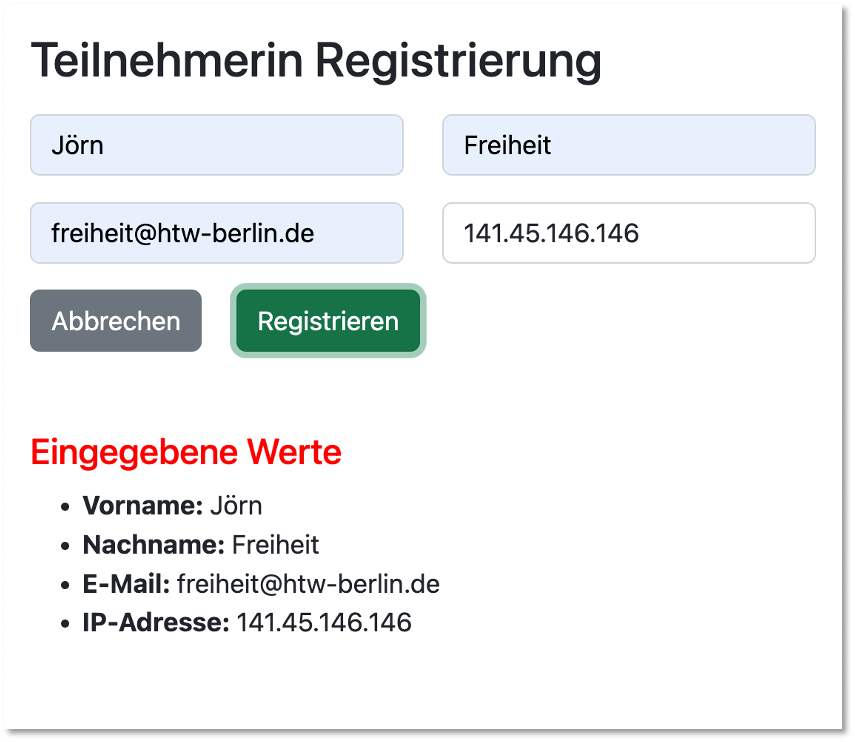 Teilnehmerin Registrierung
Jörn Freiheit
freiheit@htw-berlin.de 141.45.146.146
Abbrechen Registrieren
Eingegebene Werte
• Vorname: Jörn
• Nachname: Freiheit
• E-Mail: freiheit@htw-berlin.de
• IP-Adresse: 141.45.146.146